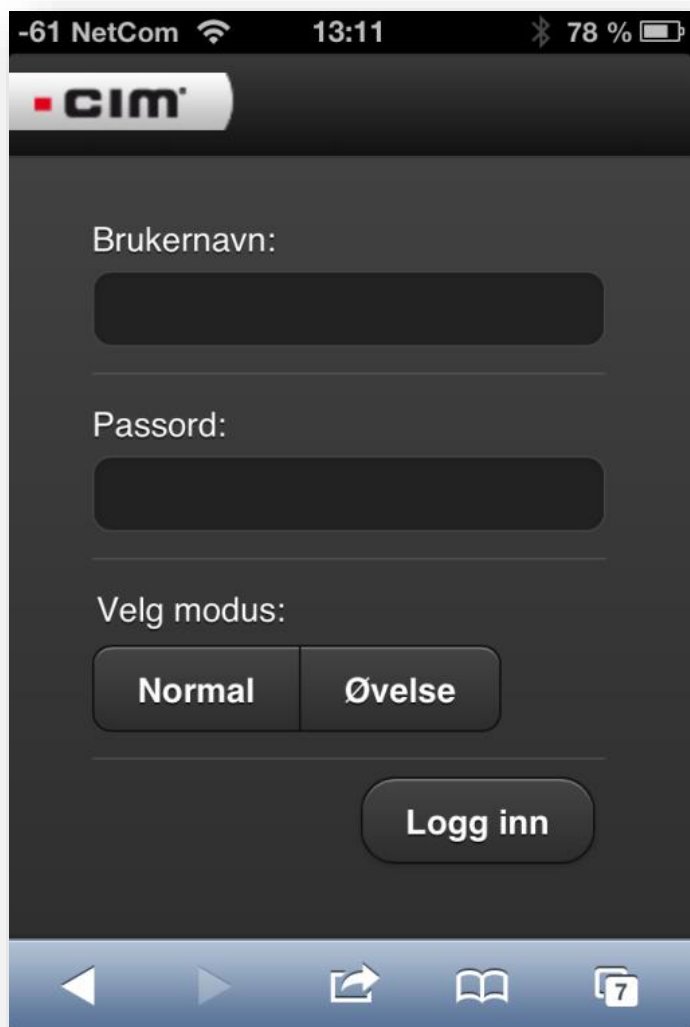 -61 NetCom 13:11 78 %
CIM
Brukernavn:
Passord:
Velg modus:
Normal Øvelse
Logg inn
7